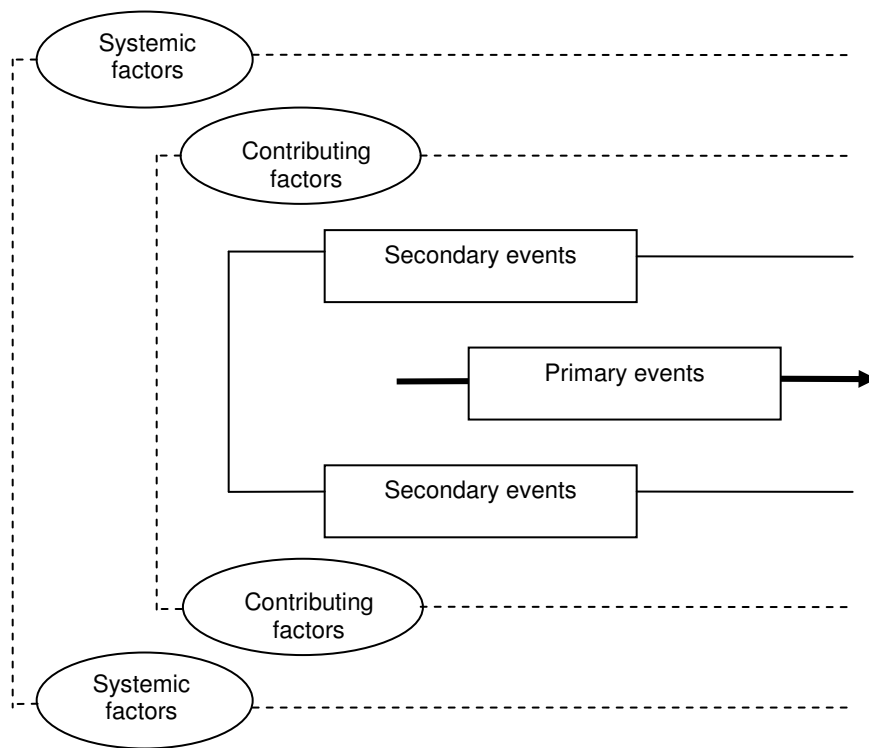 Systemic
factors
Contributing
factors
Secondary events
Primary events
Secondary events
Contributing
factors
Systemic
factors